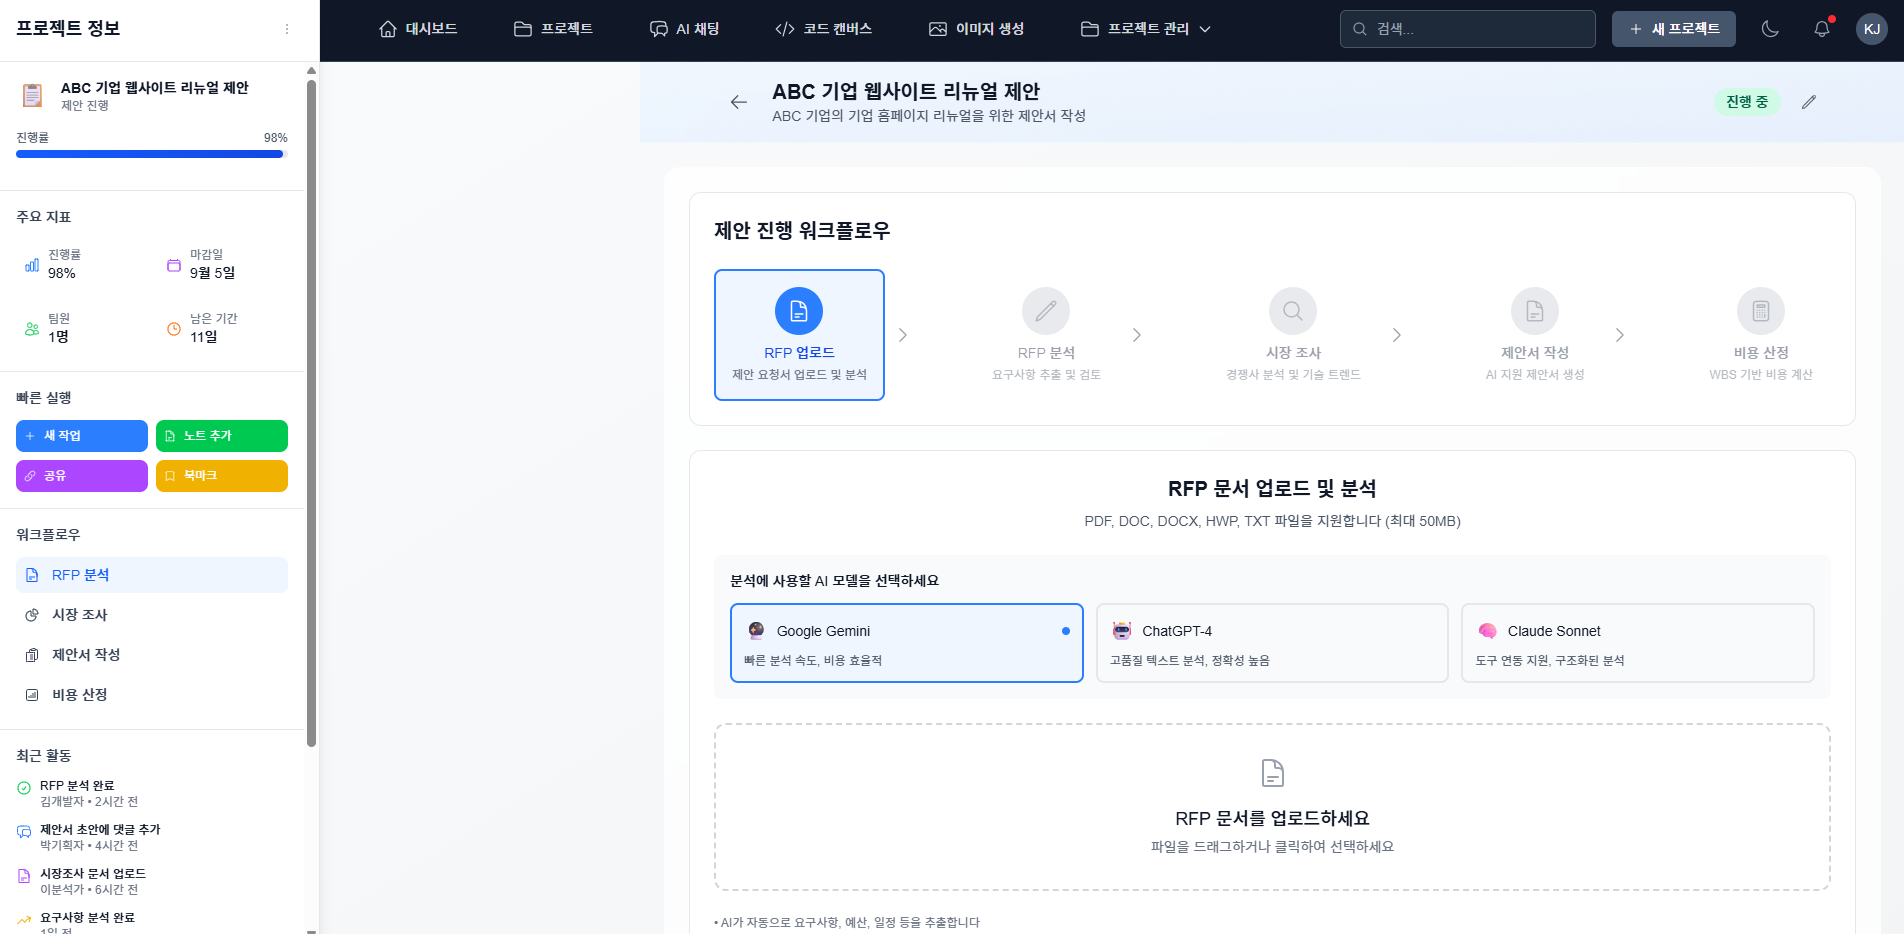 프로젝트 정보
대시보드
프로젝트
AI 채팅
코드 캔버스
이미지 생성
프로젝트 관리
검색...
새 프로젝트
KJ
ABC 기업 웹사이트 리뉴얼 제안
제안 진행
진행률 98%
주요 지표
진행률
98%
마감일
9월 5일
팀원
1명
남은 기간
11일
빠른 실행
새 작업
노트 추가
공유
북마크
워크플로우
RFP 분석
시장 조사
제안서 작성
비용 산정
최근 활동
RFP 분석 완료
김개발자 • 2시간 전
제안서 초안에 댓글 추가
박기획자 • 4시간 전
시장조사 문서 업로드
이분석가 • 6시간 전
요구사항 분석 완료
1일 전
ABC 기업 웹사이트 리뉴얼 제안
ABC 기업의 기업 홈페이지 리뉴얼을 위한 제안서 작성
진행 중
제안 진행 워크플로우
RFP 업로드
제안 요청서 업로드 및 분석
RFP 분석
요구사항 추출 및 검토
시장 조사
경쟁사 분석 및 기술 트렌드
제안서 작성
AI 지원 제안서 생성
비용 산정
WBS 기반 비용 계산
RFP 문서 업로드 및 분석
PDF, DOC, DOCX, HWP, TXT 파일을 지원합니다 (최대 50MB)
분석에 사용할 AI 모델을 선택하세요
Google Gemini
빠른 분석 속도, 비용 효율적
ChatGPT-4
고품질 텍스트 분석, 정확성 높음
Claude Sonnet
도구 연동 지원, 구조화된 분석
RFP 문서를 업로드하세요
파일을 드래그하거나 클릭하여 선택하세요
• AI가 자동으로 요구사항, 예산, 일정 등을 추출합니다